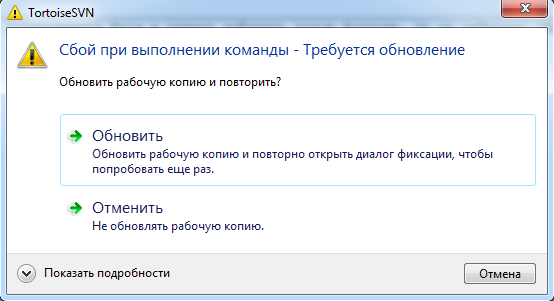 TortoiseSVN
Сбой при выполнении команды - Требуется обновление
Обновить рабочую копию и повторить?
Обновить
Обновить рабочую копию и повторно открыть диалог фиксации, чтобы
попробовать еще раз.
Отменить
Не обновлять рабочую копию.
Показать подробности
Отмена